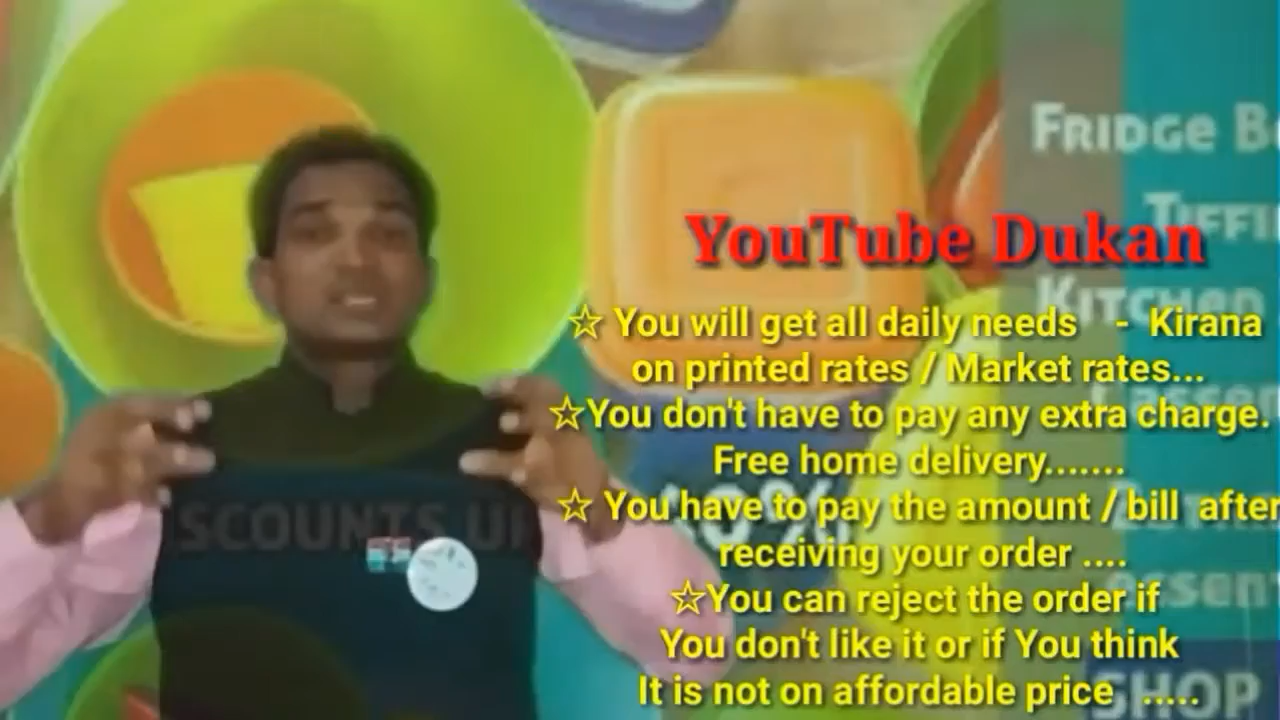 FRIDGE
YouTube Dukan
☆ You will get all daily needs - Kirana
on printed rates / Market rates...
☆You don't have to pay any extra charge.
Free home delivery.......
☆ You have to pay the amount / bill after
receiving your order ....
☆You can reject the order if
You don't like it or if You think
It is not on affordable price .....
KITCHEN
SCOUNTS U
SHOP